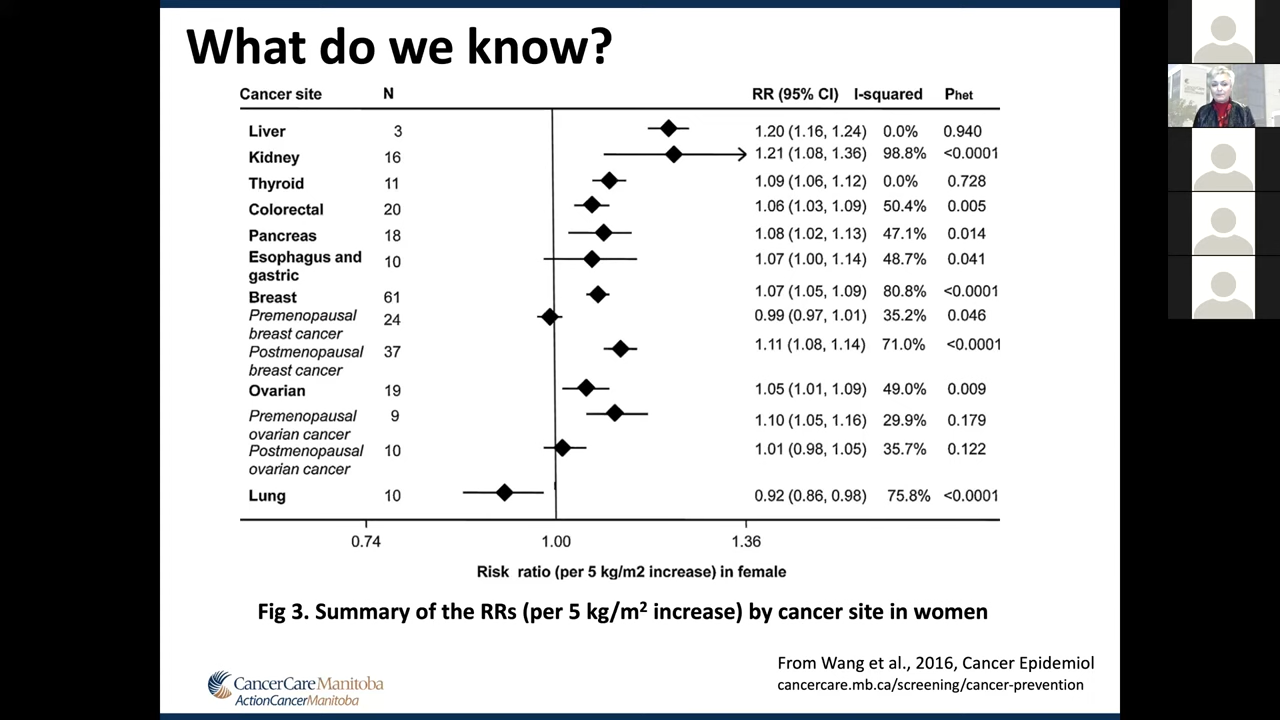 What do we know?
Cancer site N RR (95% CI) I-squared Phet
Liver 3 1.20 (1.16, 1.24) 0.0% 0.940
Kidney 16 1.21 (1.08, 1.36) 98.8% <0.0001
Thyroid 11 1.09 (1.06, 1.12) 0.0% 0.728
Colorectal 20 1.06 (1.03, 1.09) 50.4% 0.005
Pancreas 18 1.08 (1.02, 1.13) 47.1% 0.014
Esophagus and
gastric 10 1.07 (1.00, 1.14) 48.7% 0.041
Breast 61 1.07 (1.05, 1.09) 80.8% <0.0001
Premenopausal
breast cancer 24 0.99 (0.97, 1.01) 35.2% 0.046
Postmenopausal
breast cancer 37 1.11 (1.08, 1.14) 71.0% <0.0001
Ovarian 19 1.05 (1.01, 1.09) 49.0% 0.009
Premenopausal
ovarian cancer 9 1.10 (1.05, 1.16) 29.9% 0.179
Postmenopausal
ovarian cancer 10 1.01 (0.98, 1.05) 35.7% 0.122
Lung 10 0.92 (0.86, 0.98) 75.8% <0.0001
0.74 1.00 1.36
Risk ratio (per 5 kg/m2 increase) in female
Fig 3. Summary of the RRs (per 5 kg/m² increase) by cancer site in women
From Wang et al., 2016, Cancer Epidemiol
cancercare.mb.ca/screening/cancer-prevention
CancerCare Manitoba
ActionCancerManitoba